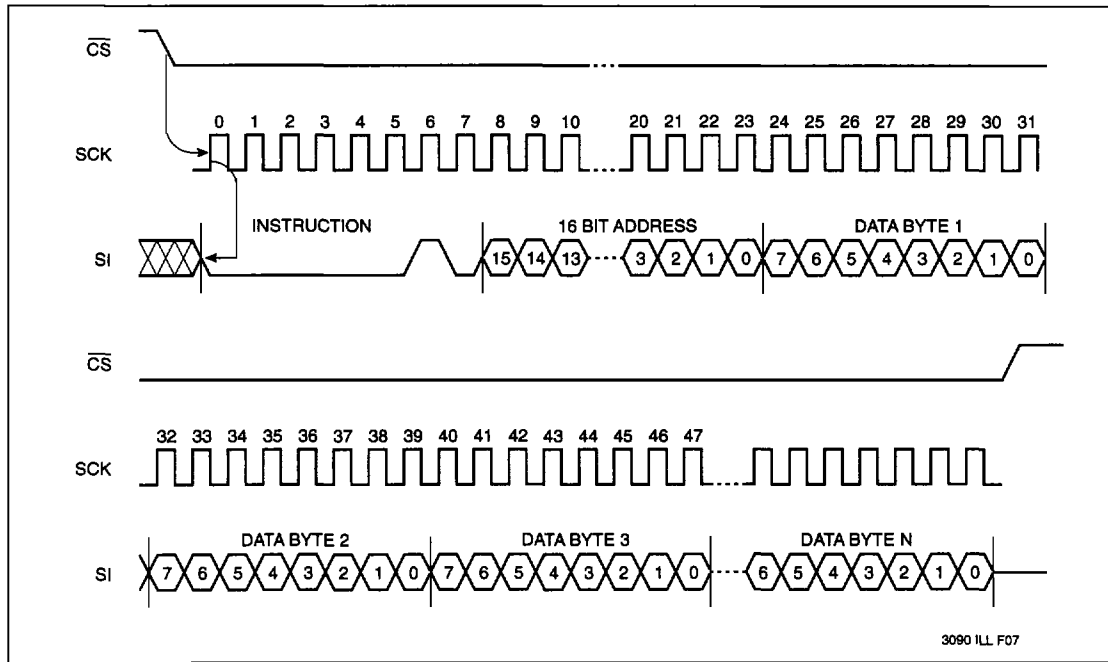 CS
0 1 2 3 4 5 6 7 8 9 10 20 21 22 23 24 25 26 27 28 29 30 31
SCK
INSTRUCTION 16 BIT ADDRESS DATA BYTE 1
SI 15 14 13 3 2 1 0 7 6 5 4 3 2 1 0
CS
32 33 34 35 36 37 38 39 40 41 42 43 44 45 46 47
SCK
DATA BYTE 2 DATA BYTE 3 DATA BYTE N
SI 7 6 5 4 3 2 1 0 7 6 5 4 3 2 1 0 6 5 4 3 2 1 0
3090 ILL F07